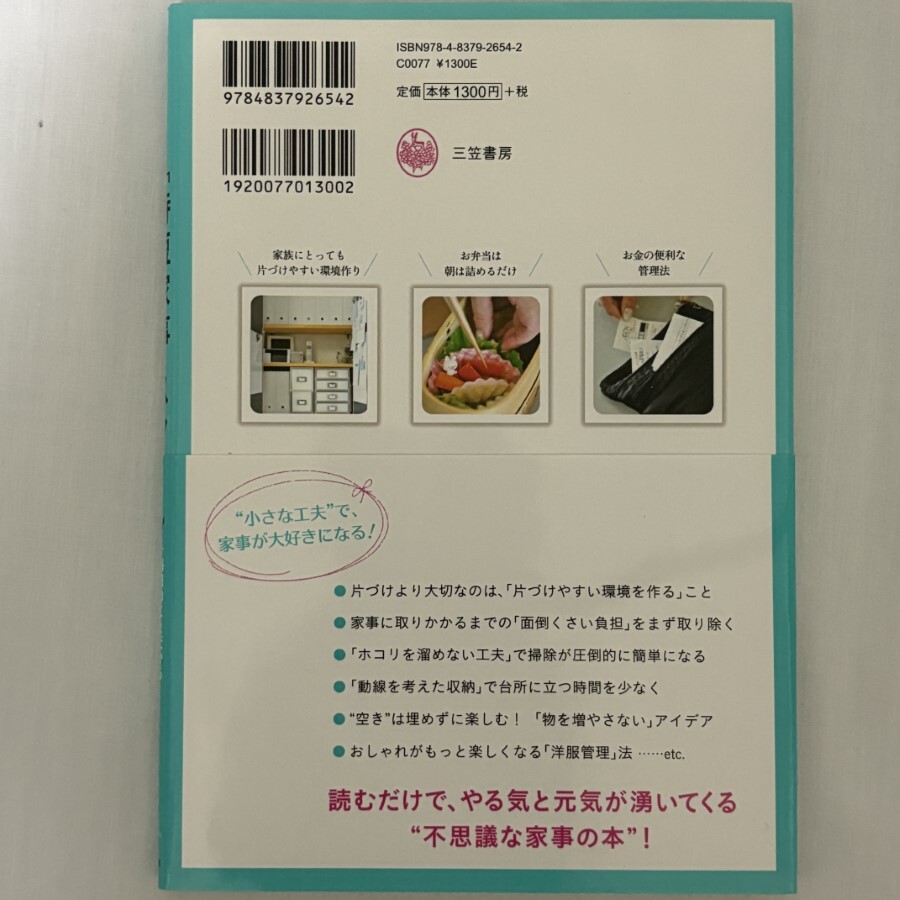 ISBN978-4-8379-2654-2
C0077 ¥1300E
定価 本体1300円 +税
9784837926542
三笠書房
1920077013002
家族にとっても
片づけやすい環境作り
お弁当は
朝は詰めるだけ
お金の便利な
管理法
“小さな工夫”で、
家事が大好きになる!
●片づけより大切なのは、「片づけやすい環境を作る」こと
●家事に取りかかるまでの「面倒くさい負担」をまず取り除く
●「ホコリを溜めない工夫」で掃除が圧倒的に簡単になる
●「動線を考えた収納」で台所に立つ時間を少なく
●“空き”は埋めずに楽しむ! 「物を増やさない」アイデア
●おしゃれがもっと楽しくなる「洋服管理」法 ……etc.
読むだけで、やる気と元気が湧いてくる
“不思議な家事の本”!